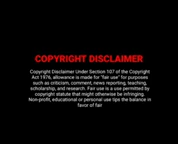 COPYRIGHT DISCLAIMER
Copyright Disclaimer Under Section 107 of the Copyright
Act 1976, allowance is made for "fair use" for purposes
such as criticism, comment, news reporting, teaching,
scholarship, and research. Fair use is a use permitted by
copyright statute that might otherwise be infringing.
Non-profit, educational or personal use tips the balance in
favor of fair